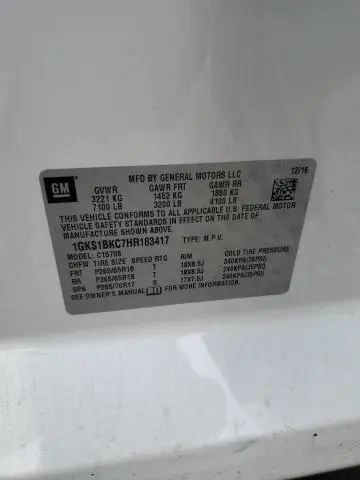 MFD BY GENERAL MOTORS LLC
12/16
GM
GVWR GAWR FRT GAWR RR
3221 KG 1452 KG 1860 KG
7100 LB 3200 LB 4100 LB
THIS VEHICLE CONFORMS TO ALL APPLICABLE U.S. FEDERAL MOTOR
VEHICLE SAFETY STANDARDS IN EFFECT ON THE DATE OF
MANUFACTURE SHOWN ABOVE.
1GKS1BKC7HR183417 TYPE: M.P.V.
MODEL: C15706
CHFW TIRE SIZE SPEED RTG RIM COLD TIRE PRESSURE
FRT P265/65R18 T 18X8.5J 240KPA(35PSI)
RR P265/65R18 T 18X8.5J 240KPA(35PSI)
SPA P265/70R17 S 17X7.5J 240KPA(35PSI)
SEE OWNER'S MANUAL FOR MORE INFORMATION.